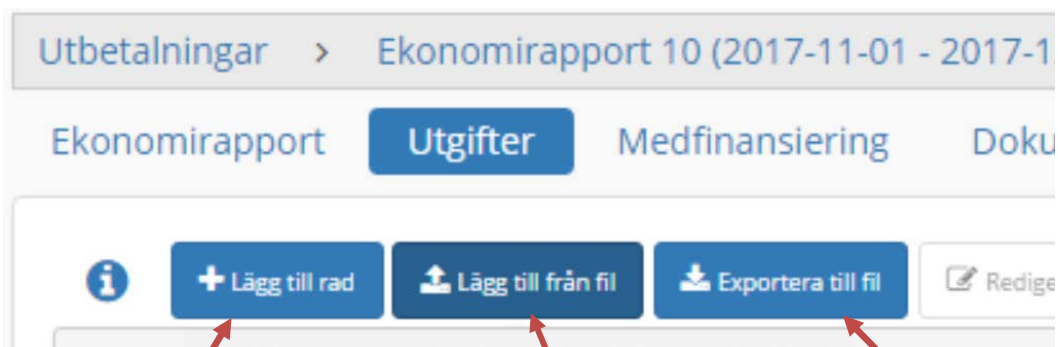 Utbetalningar > Ekonomirapport 10 (2017-11-01 - 2017-1
Ekonomirapport Utgifter Medfinansiering Doku
Lägg till rad Lägg till från fil Exportera till fil Redige